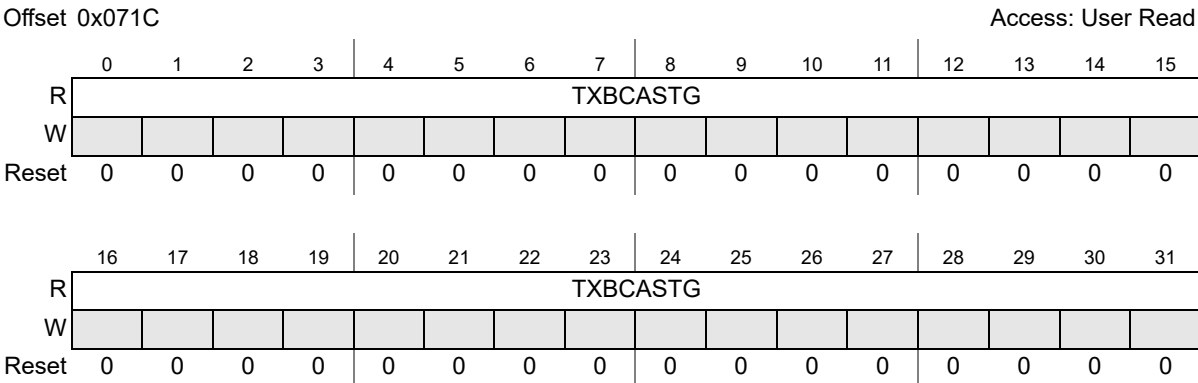 Offset 0x071C Access: User Read
0 1 2 3 4 5 6 7 8 9 10 11 12 13 14 15
R TXBCASTG
W
Reset 0 0 0 0 0 0 0 0 0 0 0 0 0 0 0 0
16 17 18 19 20 21 22 23 24 25 26 27 28 29 30 31
R TXBCASTG
W
Reset 0 0 0 0 0 0 0 0 0 0 0 0 0 0 0 0